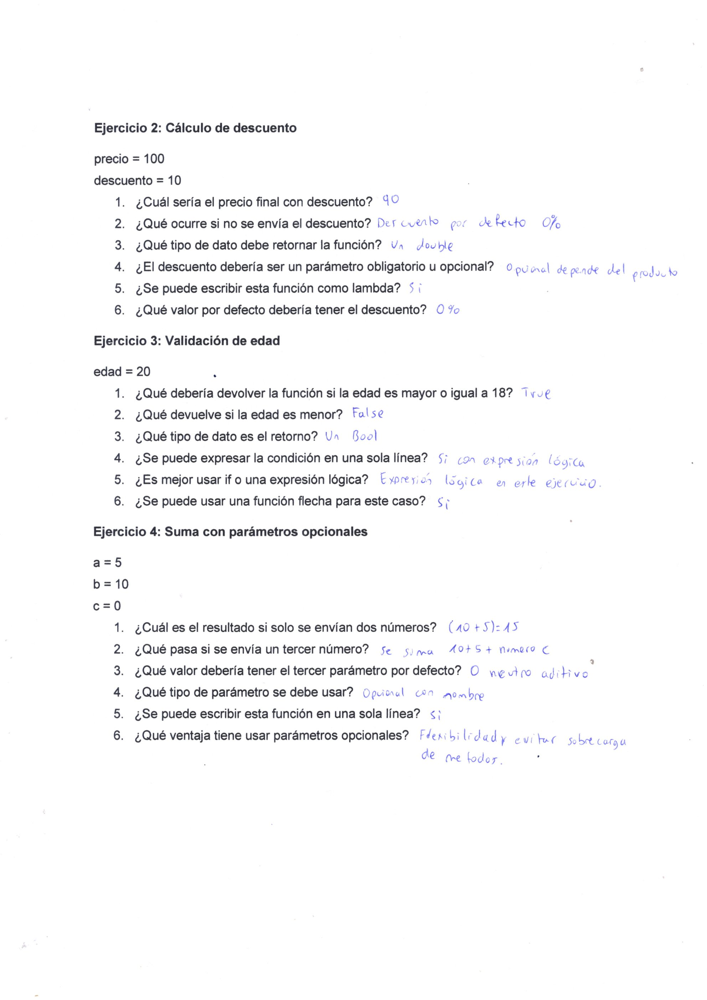 Ejercicio 2: Cálculo de descuento
precio = 100
descuento = 10
1. ¿Cuál sería el precio final con descuento? 90
2. ¿Qué ocurre si no se envía el descuento? Descuento por defecto 0%
3. ¿Qué tipo de dato debe retornar la función? Un double
4. ¿El descuento debería ser un parámetro obligatorio u opcional? Opcional depende del producto
5. ¿Se puede escribir esta función como lambda? Si
6. ¿Qué valor por defecto debería tener el descuento? 0%
Ejercicio 3: Validación de edad
edad = 20
1. ¿Qué debería devolver la función si la edad es mayor o igual a 18? True
2. ¿Qué devuelve si la edad es menor? False
3. ¿Qué tipo de dato es el retorno? Un Bool
4. ¿Se puede expresar la condición en una sola línea? Si con expresión lógica
5. ¿Es mejor usar if o una expresión lógica? Expresión lógica en este ejercicio.
6. ¿Se puede usar una función flecha para este caso? Si
Ejercicio 4: Suma con parámetros opcionales
a = 5
b = 10
c = 0
1. ¿Cuál es el resultado si solo se envían dos números? (10 + 5) = 15
2. ¿Qué pasa si se envía un tercer número? Se suma 10 + 5 + numero c
3. ¿Qué valor debería tener el tercer parámetro por defecto? 0 neutro aditivo
4. ¿Qué tipo de parámetro se debe usar? Opcional con nombre
5. ¿Se puede escribir esta función en una sola línea? Si
6. ¿Qué ventaja tiene usar parámetros opcionales? Flexibilidad y evitar sobrecarga
de metodos.